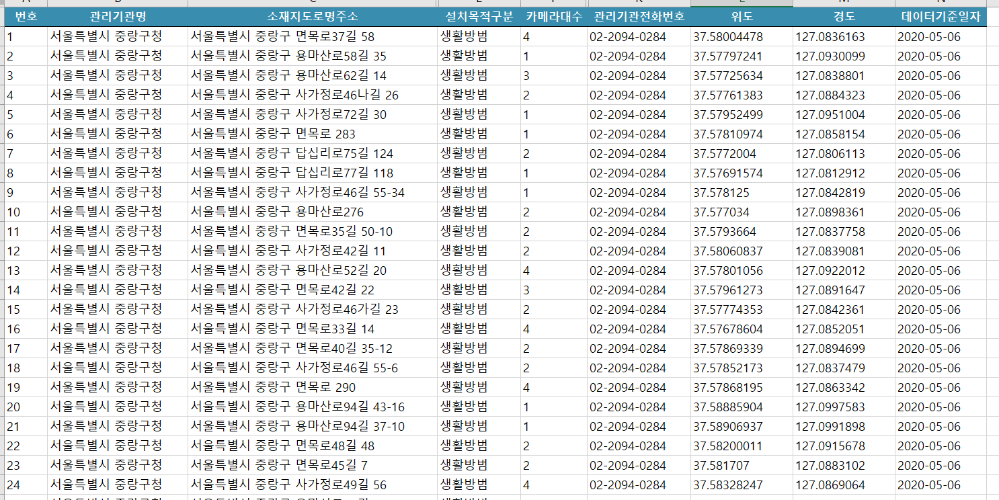 번호 관리기관명 소재지도로명주소 설치목적구분 카메라대수 관리기관전화번호 위도 경도 데이터기준일자
1 서울특별시 중랑구청 서울특별시 중랑구 면목로37길 58 생활방범 4 02-2094-0284 37.58004478 127.0836163 2020-05-06
2 서울특별시 중랑구청 서울특별시 중랑구 용마산로58길 35 생활방범 1 02-2094-0284 37.57797241 127.0930099 2020-05-06
3 서울특별시 중랑구청 서울특별시 중랑구 용마산로62길 14 생활방범 3 02-2094-0284 37.57725634 127.0838801 2020-05-06
4 서울특별시 중랑구청 서울특별시 중랑구 사가정로46나길 26 생활방범 2 02-2094-0284 37.57761383 127.0884323 2020-05-06
5 서울특별시 중랑구청 서울특별시 중랑구 사가정로72길 30 생활방범 1 02-2094-0284 37.57952499 127.0951004 2020-05-06
6 서울특별시 중랑구청 서울특별시 중랑구 면목로 283 생활방범 1 02-2094-0284 37.57810974 127.0858154 2020-05-06
7 서울특별시 중랑구청 서울특별시 중랑구 답십리로75길 124 생활방범 2 02-2094-0284 37.5772004 127.0806113 2020-05-06
8 서울특별시 중랑구청 서울특별시 중랑구 답십리로77길 118 생활방범 1 02-2094-0284 37.57691574 127.0812912 2020-05-06
9 서울특별시 중랑구청 서울특별시 중랑구 사가정로46길 55-34 생활방범 1 02-2094-0284 37.578125 127.0842819 2020-05-06
10 서울특별시 중랑구청 서울특별시 중랑구 용마산로276 생활방범 2 02-2094-0284 37.577034 127.0898361 2020-05-06
11 서울특별시 중랑구청 서울특별시 중랑구 면목로35길 50-10 생활방범 2 02-2094-0284 37.5793664 127.0837758 2020-05-06
12 서울특별시 중랑구청 서울특별시 중랑구 사가정로42길 11 생활방범 2 02-2094-0284 37.58060837 127.0839081 2020-05-06
13 서울특별시 중랑구청 서울특별시 중랑구 용마산로52길 20 생활방범 4 02-2094-0284 37.57801056 127.0922012 2020-05-06
14 서울특별시 중랑구청 서울특별시 중랑구 면목로42길 22 생활방범 3 02-2094-0284 37.57961273 127.0891647 2020-05-06
15 서울특별시 중랑구청 서울특별시 중랑구 사가정로46가길 23 생활방범 2 02-2094-0284 37.57774353 127.0842361 2020-05-06
16 서울특별시 중랑구청 서울특별시 중랑구 면목로33길 14 생활방범 4 02-2094-0284 37.57678604 127.0852051 2020-05-06
17 서울특별시 중랑구청 서울특별시 중랑구 면목로40길 35-12 생활방범 2 02-2094-0284 37.57869339 127.0894699 2020-05-06
18 서울특별시 중랑구청 서울특별시 중랑구 사가정로46길 55-6 생활방범 2 02-2094-0284 37.57852173 127.0837479 2020-05-06
19 서울특별시 중랑구청 서울특별시 중랑구 면목로 290 생활방범 4 02-2094-0284 37.57868195 127.0863342 2020-05-06
20 서울특별시 중랑구청 서울특별시 중랑구 용마산로94길 43-16 생활방범 1 02-2094-0284 37.58885904 127.0997583 2020-05-06
21 서울특별시 중랑구청 서울특별시 중랑구 용마산로94길 37-10 생활방범 1 02-2094-0284 37.58906937 127.0991898 2020-05-06
22 서울특별시 중랑구청 서울특별시 중랑구 면목로48길 48 생활방범 2 02-2094-0284 37.58200011 127.0915678 2020-05-06
23 서울특별시 중랑구청 서울특별시 중랑구 면목로45길 7 생활방범 2 02-2094-0284 37.581707 127.0883102 2020-05-06
24 서울특별시 중랑구청 서울특별시 중랑구 사가정로49길 56 생활방범 4 02-2094-0284 37.58328247 127.0869064 2020-05-06